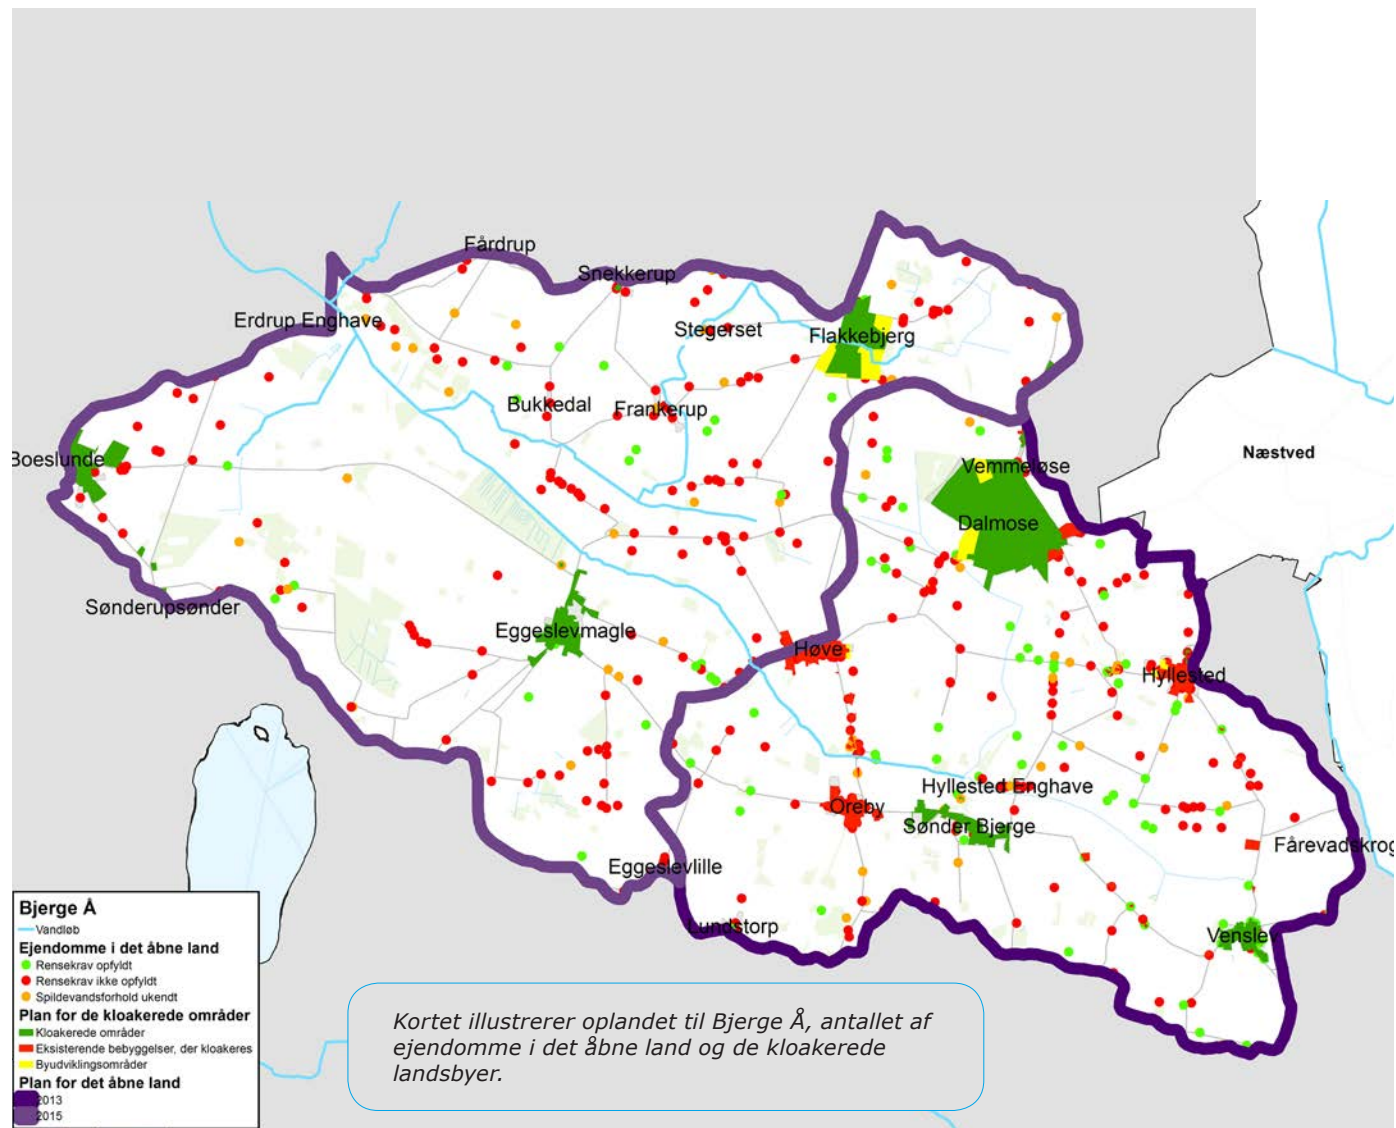 Fårdrup
Snekkerup
Erdrup Enghave
Stegerset
Flakkebjerg
Bukkedal
Frankerup
Boeslunde
Vemmeløse
Næstved
Dalmose
Sønderupsønder
Eggeslevmagle
Høve
Hyllested
Hyllested Enghave
Oreby
Sønder Bjerge
Fårevadskrog
Eggeslevlille
Lundstorp
Venslev
Bjerge Å
Vandløb
Ejendomme i det åbne land
Rensekrav opfyldt
Rensekrav ikke opfyldt
Spildevandsforhold ukendt
Plan for de kloakerede områder
Kloakerede områder
Eksisterende bebyggelser, der kloakeres
Byudviklingsområder
Plan for det åbne land
2013
2015
Kortet illustrerer oplandet til Bjerge Å, antallet af
ejendomme i det åbne land og de kloakerede
landsbyer.